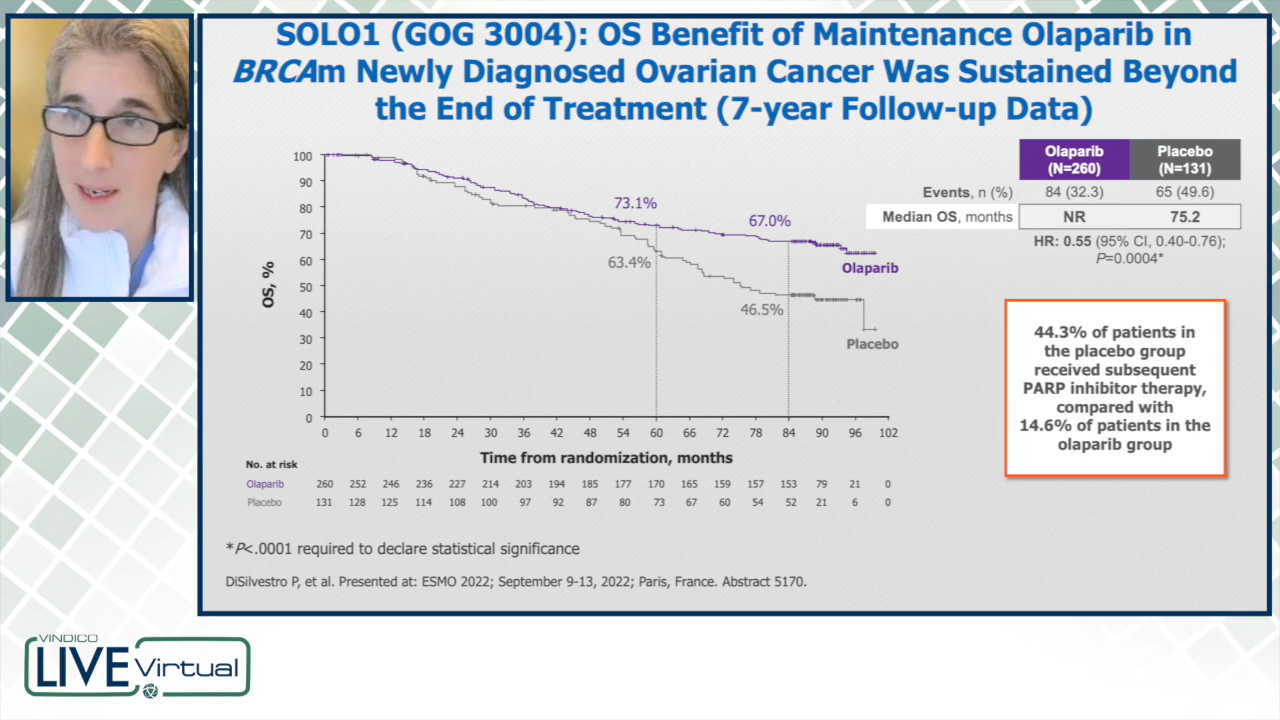 SOLO1 (GOG 3004): OS Benefit of Maintenance Olaparib in
BRCAm Newly Diagnosed Ovarian Cancer Was Sustained Beyond
the End of Treatment (7-year Follow-up Data)
Olaparib
(N=260)
Placebo
(N=131)
Events, n (%) 84 (32.3) 65 (49.6)
Median OS, months NR 75.2
HR: 0.55 (95% CI, 0.40-0.76);
P=0.0004*
OS, %
100
90
80
70
60
50
40
30
20
10
0
73.1%
67.0%
63.4%
46.5%
Olaparib
Placebo
0 6 12 18 24 30 36 42 48 54 60 66 72 78 84 90 96 102
Time from randomization, months
No. at risk
Olaparib 260 252 246 236 227 214 203 194 185 177 170 165 159 157 153 79 21 0
Placebo 131 128 125 114 108 100 97 92 87 80 73 67 60 54 52 21 6 0
44.3% of patients in
the placebo group
received subsequent
PARP inhibitor therapy,
compared with
14.6% of patients in the
olaparib group
*P<.0001 required to declare statistical significance
DiSilvestro P, et al. Presented at: ESMO 2022; September 9-13, 2022; Paris, France. Abstract 5170.
VINDICO
LIVE Virtual